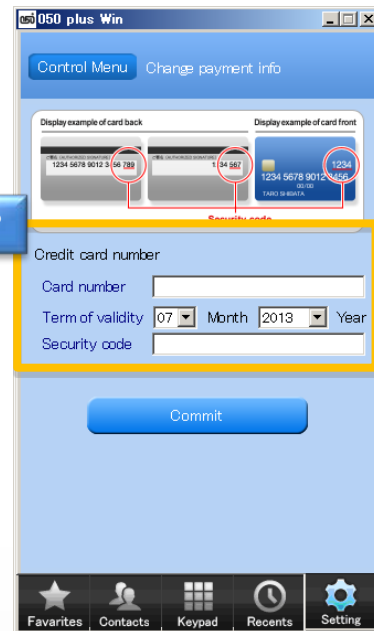 050 050 plus Win
Control Menu Change payment info
Display example of card back Display example of card front
1234 5678 9012 3456 789
1234 567
1234
1234 5678 9012 3456
00/00
TARO SHIBATA
Security code
Credit card number
Card number
Term of validity 07 Month 2013 Year
Security code
Commit
Favarites Contacts Keypad Recents Setting